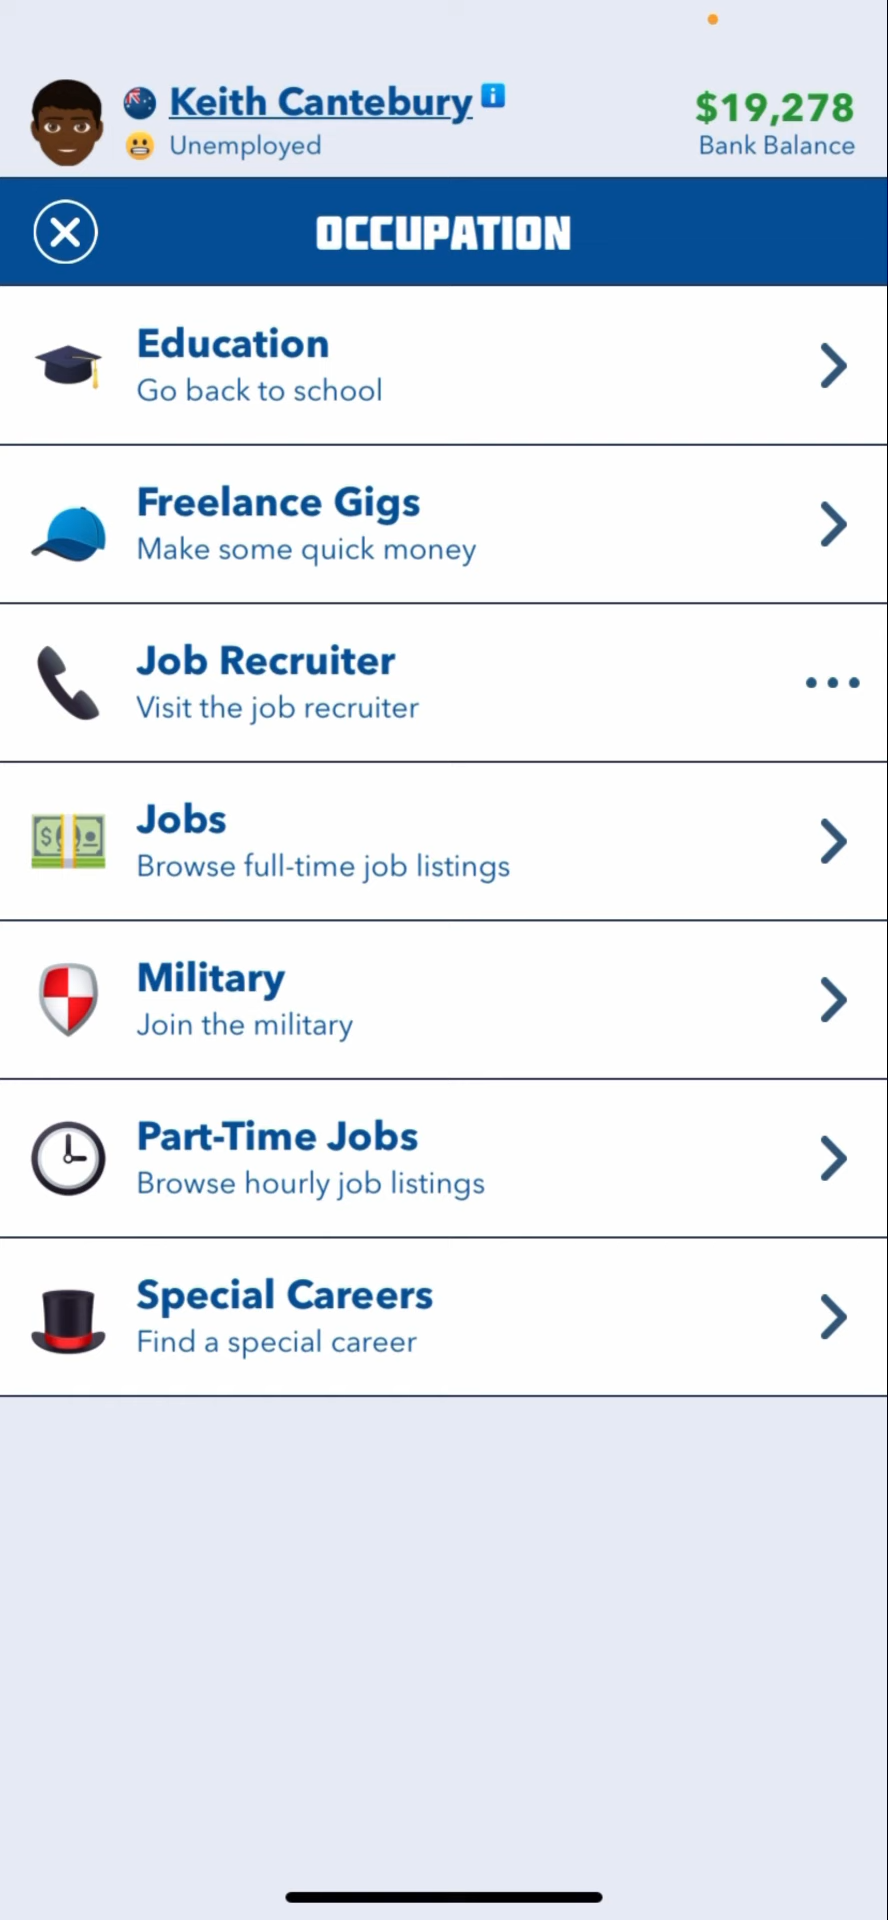 Keith Cantebury
$19,278
Unemployed
Bank Balance
OCCUPATION
Education
Go back to school
Freelance Gigs
Make some quick money
Job Recruiter
Visit the job recruiter
Jobs
Browse full-time job listings
Military
Join the military
Part-Time Jobs
Browse hourly job listings
Special Careers
Find a special career